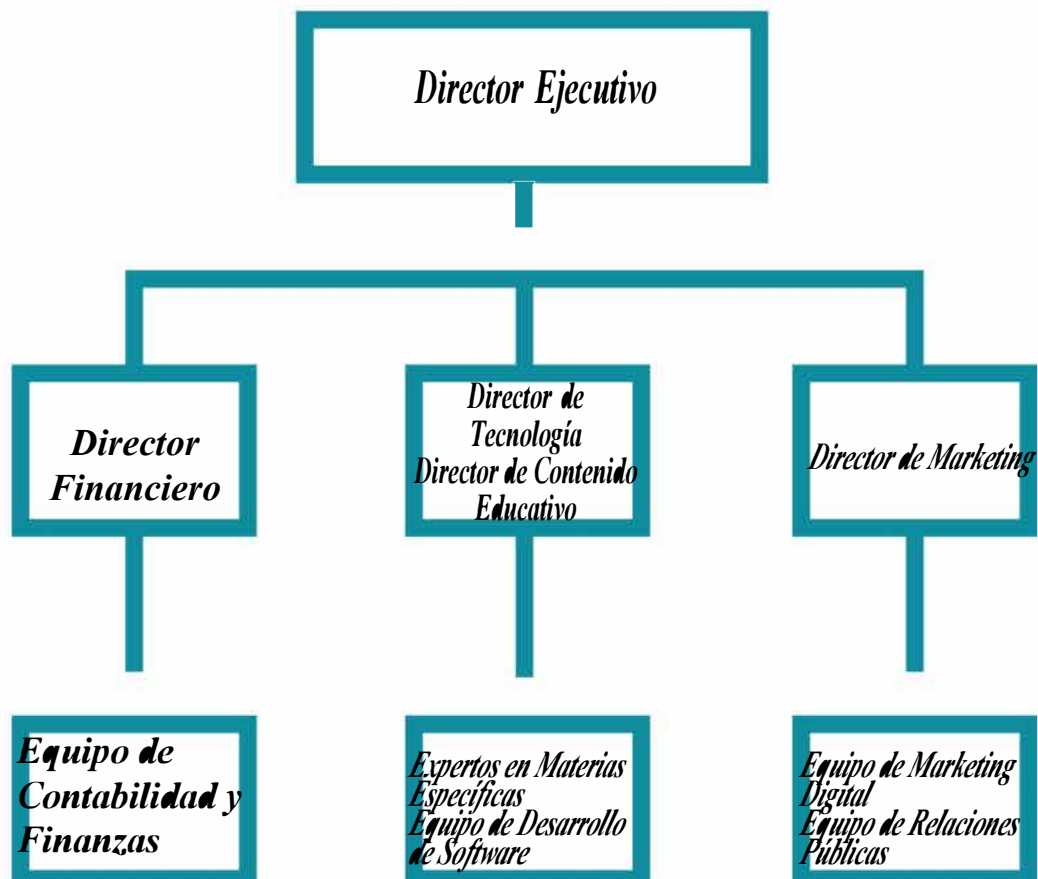 Director Ejecutivo
Director
Financiero
Director de
Tecnología
Director de Contenido
Educativo
Director de Marketing
Equipo de
Contabilidad y
Finanzas
Expertos en Materias
Específicas
Equipo de Desarrollo
de Software
Equipo de Marketing
Digital
Equipo de Relaciones
Públicas